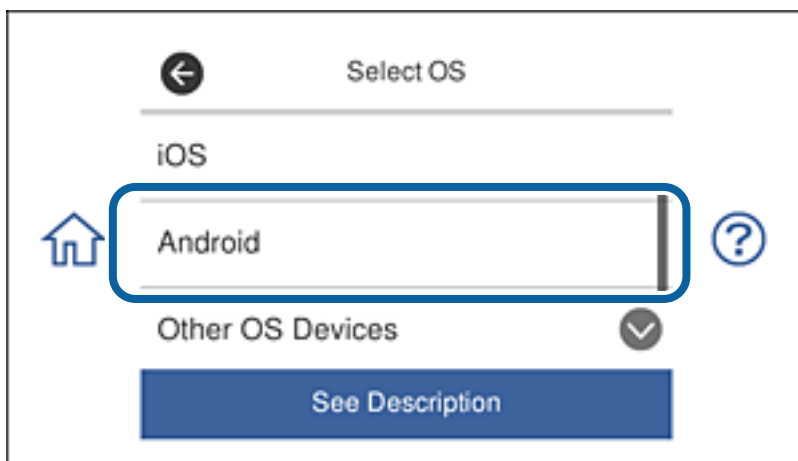 Select OS
iOS
Android
Other OS Devices
See Description